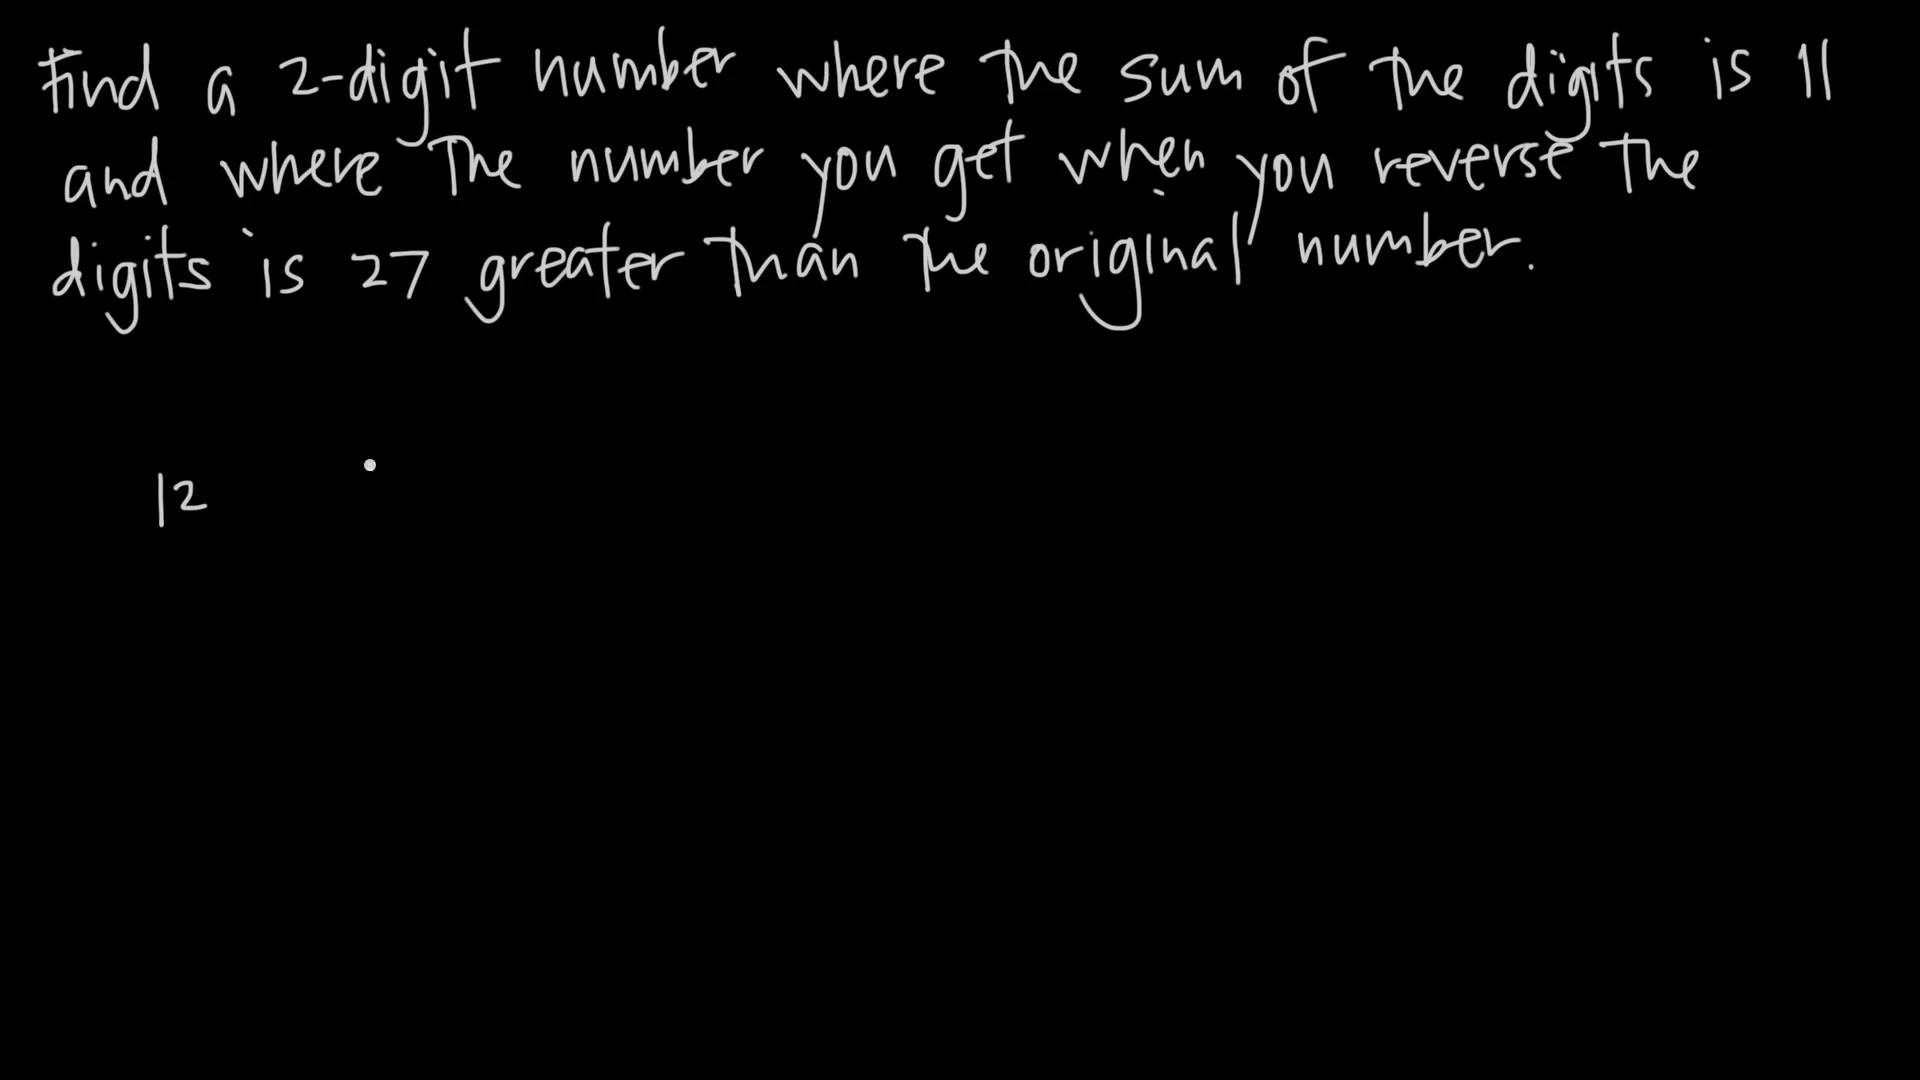 Find a 2-digit number where the sum of the digits is 11
and where the number you get when you reverse the
digits is 27 greater than the original number.
12